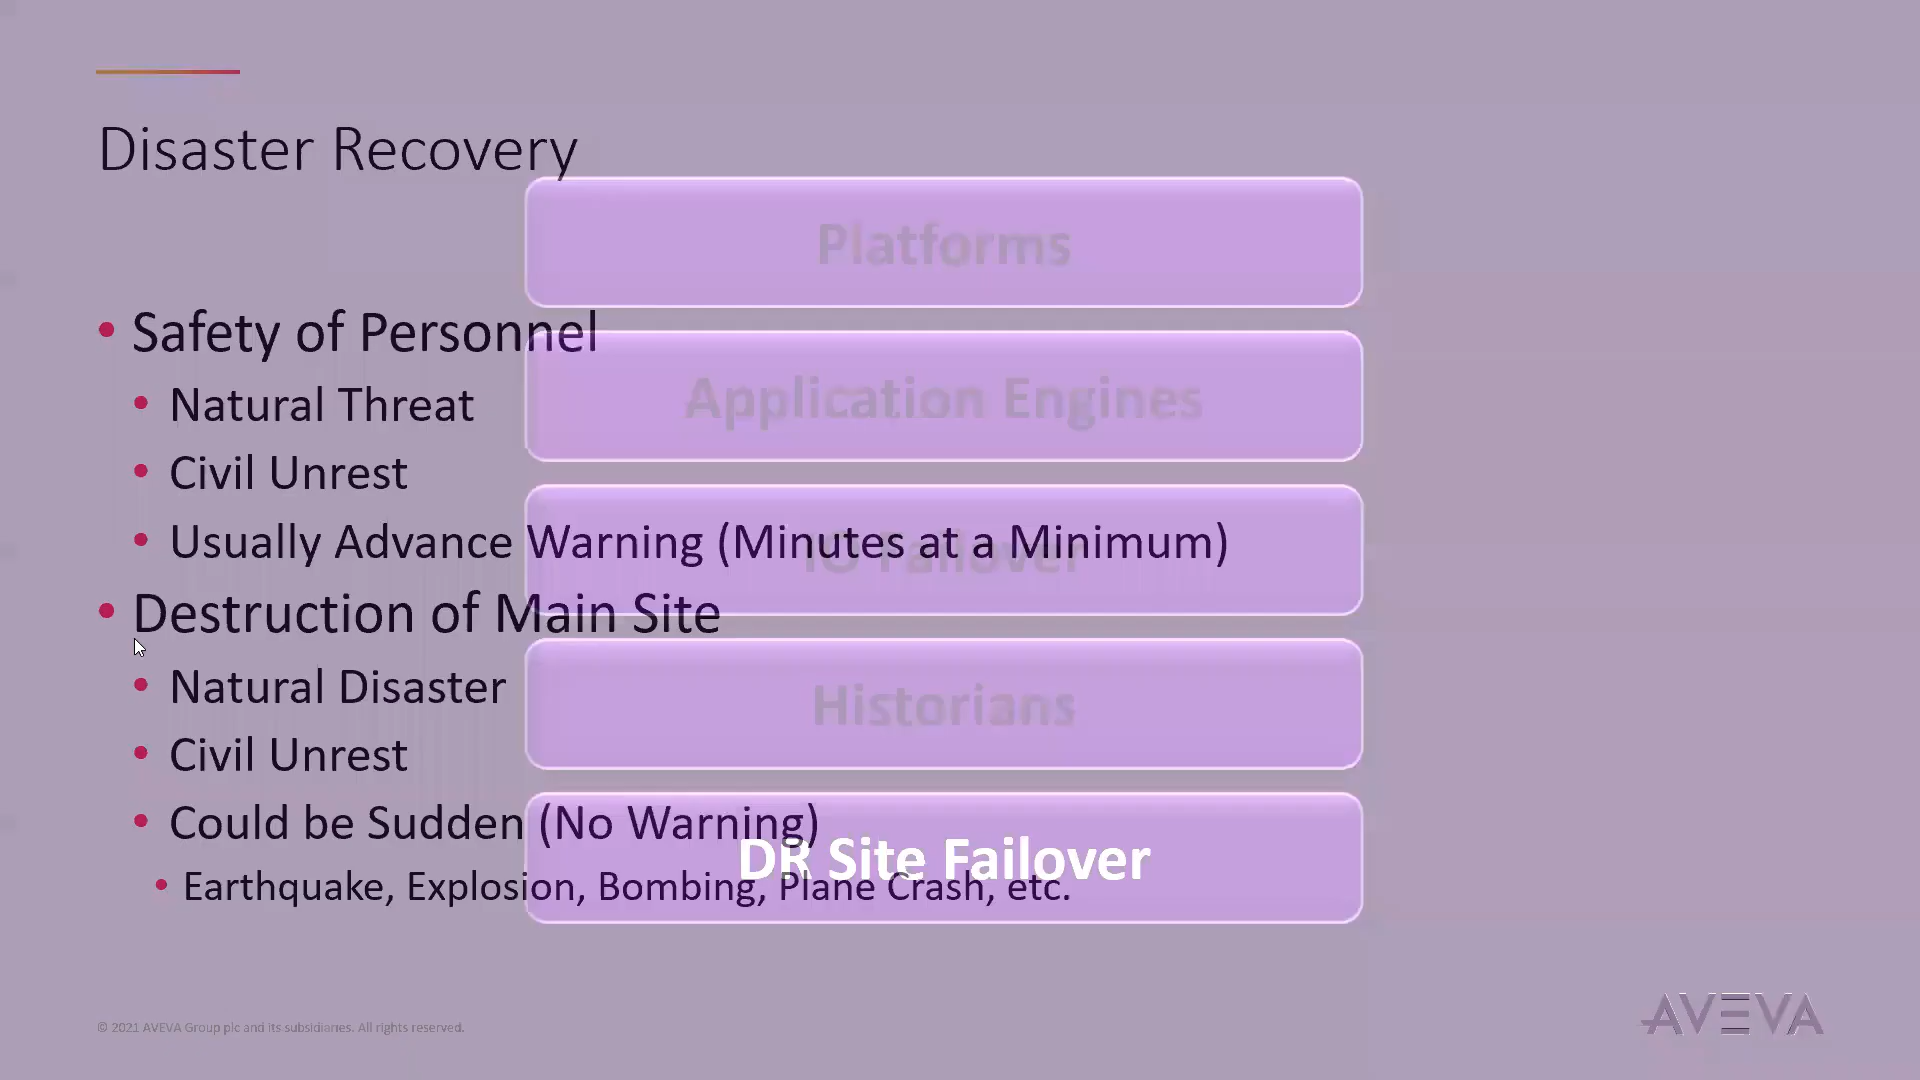 Disaster Recovery
Platforms
• Safety of Personnel
Application Engines
• Natural Threat
• Civil Unrest
• Usually Advance Warning (Minutes at a Minimum)
IO Failover
• Destruction of Main Site
• Natural Disaster
Historians
• Civil Unrest
• Could be Sudden (No Warning)
DR Site Failover
• Earthquake, Explosion, Bombing, Plane Crash, etc.
© 2021 AVEVA Group plc and its subsidiaries. All rights reserved.
AVEVA